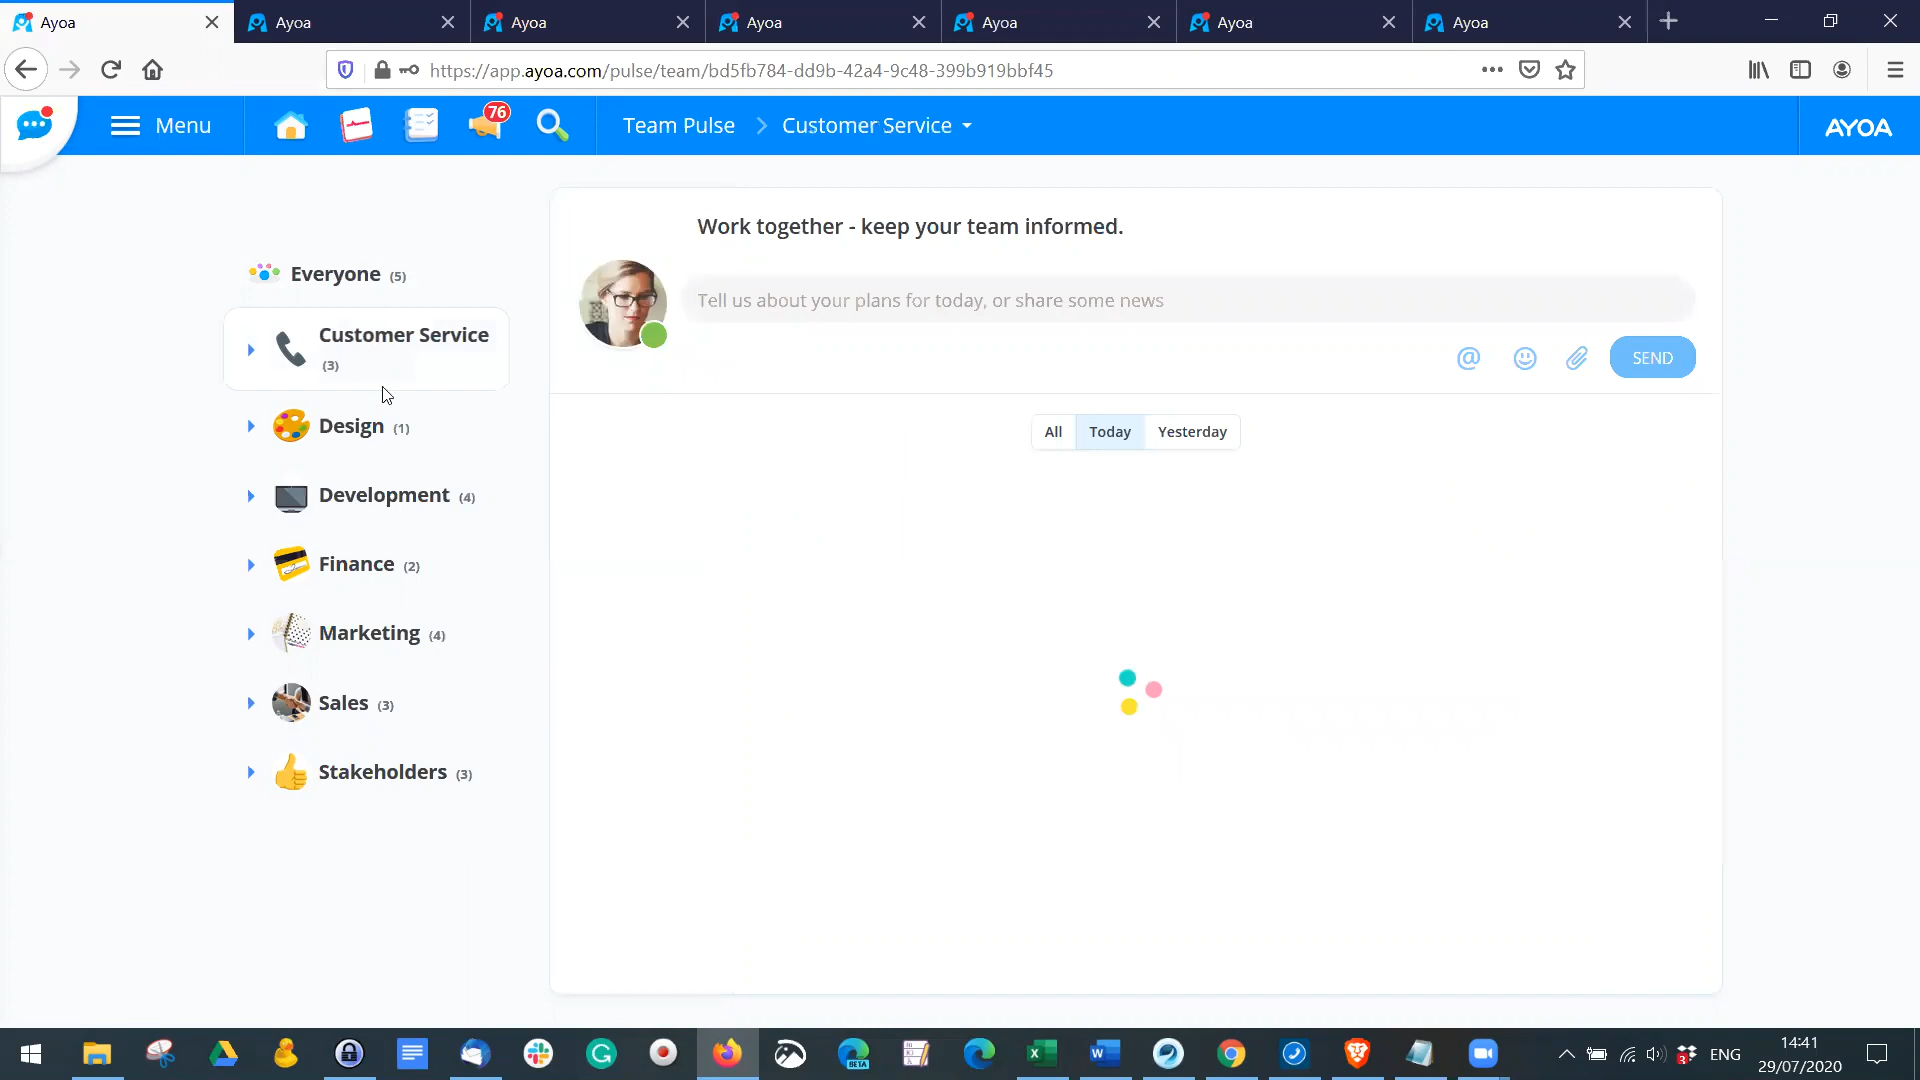 Ayoa
Ayoa
Ayoa
Ayoa
Ayoa
Ayoa
Ayoa
https://app.ayoa.com/pulse/team/bd5fb784-dd9b-42a4-9c48-399b919bbf45
Menu
76
Team Pulse
Customer Service
AYOA
Work together - keep your team informed.
Tell us about your plans for today, or share some news
SEND
Everyone (5)
Customer Service
(3)
Design (1)
Development (4)
Finance (2)
Marketing (4)
Sales (3)
Stakeholders (3)
All
Today
Yesterday
BETA
3
ENG
14:41
29/07/2020